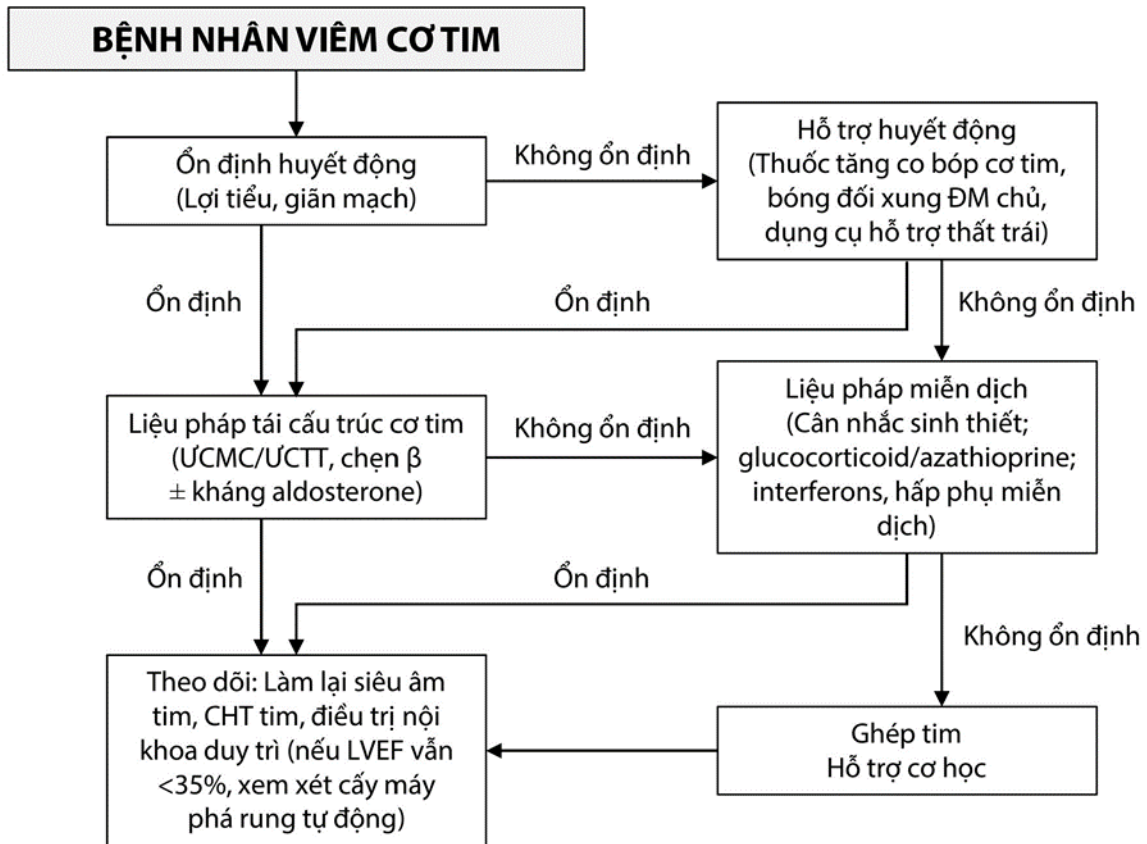 BỆNH NHÂN VIÊM CƠ TIM
Ổn định huyết động
(Lợi tiểu, giãn mạch)
Không ổn định
Hỗ trợ huyết động
(Thuốc tăng co bóp cơ tim,
bóng đối xung ĐM chủ,
dụng cụ hỗ trợ thất trái)
Ổn định
Ổn định
Không ổn định
Liệu pháp tái cấu trúc cơ tim
(ƯCMC/ƯCTT, chẹn β
± kháng aldosterone)
Không ổn định
Liệu pháp miễn dịch
(Cân nhắc sinh thiết;
glucocorticoid/azathioprine;
interferons, hấp phụ miễn
dịch)
Ổn định
Ổn định
Không ổn định
Theo dõi: Làm lại siêu âm
tim, CHT tim, điều trị nội
khoa duy trì (nếu LVEF vẫn
<35%, xem xét cấy máy
phá rung tự động)
Ghép tim
Hỗ trợ cơ học